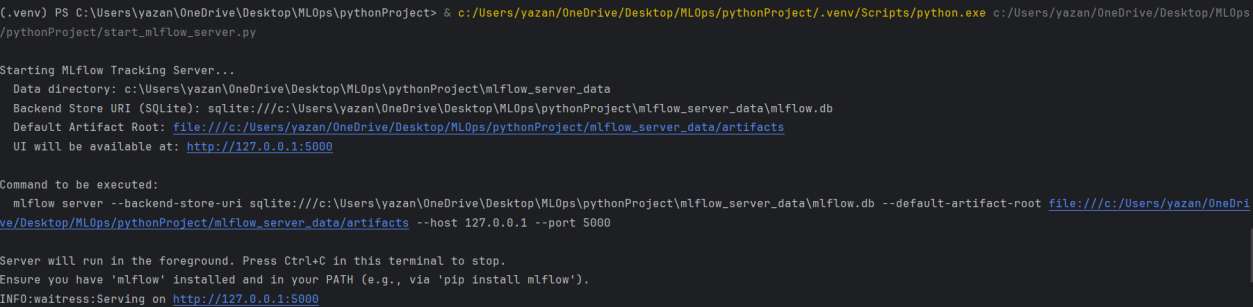 (.venv) PS C:\Users\yazan\OneDrive\Desktop\MLOps\pythonProject> & c:/Users/yazan/OneDrive/Desktop/MLOps/pythonProject/.venv/Scripts/python.exe c:/Users/yazan/OneDrive/Desktop/MLOps
/pythonProject/start_mlflow_server.py
Starting MLflow Tracking Server...
Data directory: c:\Users\yazan\OneDrive\Desktop\MLOps\pythonProject\mlflow_server_data
Backend Store URI (SQLite): sqlite:///c:\Users\yazan\OneDrive\Desktop\MLOps\pythonProject\mlflow_server_data\mlflow.db
Default Artifact Root: file:///c:/Users/yazan/OneDrive/Desktop/MLOps/pythonProject/mlflow_server_data/artifacts
UI will be available at: http://127.0.0.1:5000
Command to be executed:
mlflow server --backend-store-uri sqlite:///c:\Users\yazan\OneDrive\Desktop\MLOps\pythonProject\mlflow_server_data\mlflow.db --default-artifact-root file:///c:/Users/yazan/OneDri
ve/Desktop/MLOps/pythonProject/mlflow_server_data/artifacts --host 127.0.0.1 --port 5000
Server will run in the foreground. Press Ctrl+C in this terminal to stop.
Ensure you have 'mlflow' installed and in your PATH (e.g., via 'pip install mlflow').
INFO:waitress:Serving on http://127.0.0.1:5000